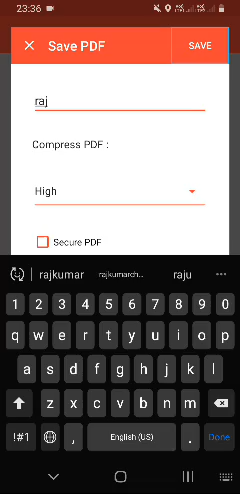 23:36
Save PDF
SAVE
raj
Compress PDF :
High
Secure PDF
rajkumar rajkumarch... raju ...
1 2 3 4 5 6 7 8 9 0
q w e r t y u i o p
a s d f g h j k l
z x c v b n m
!#1 , English (US) . Done